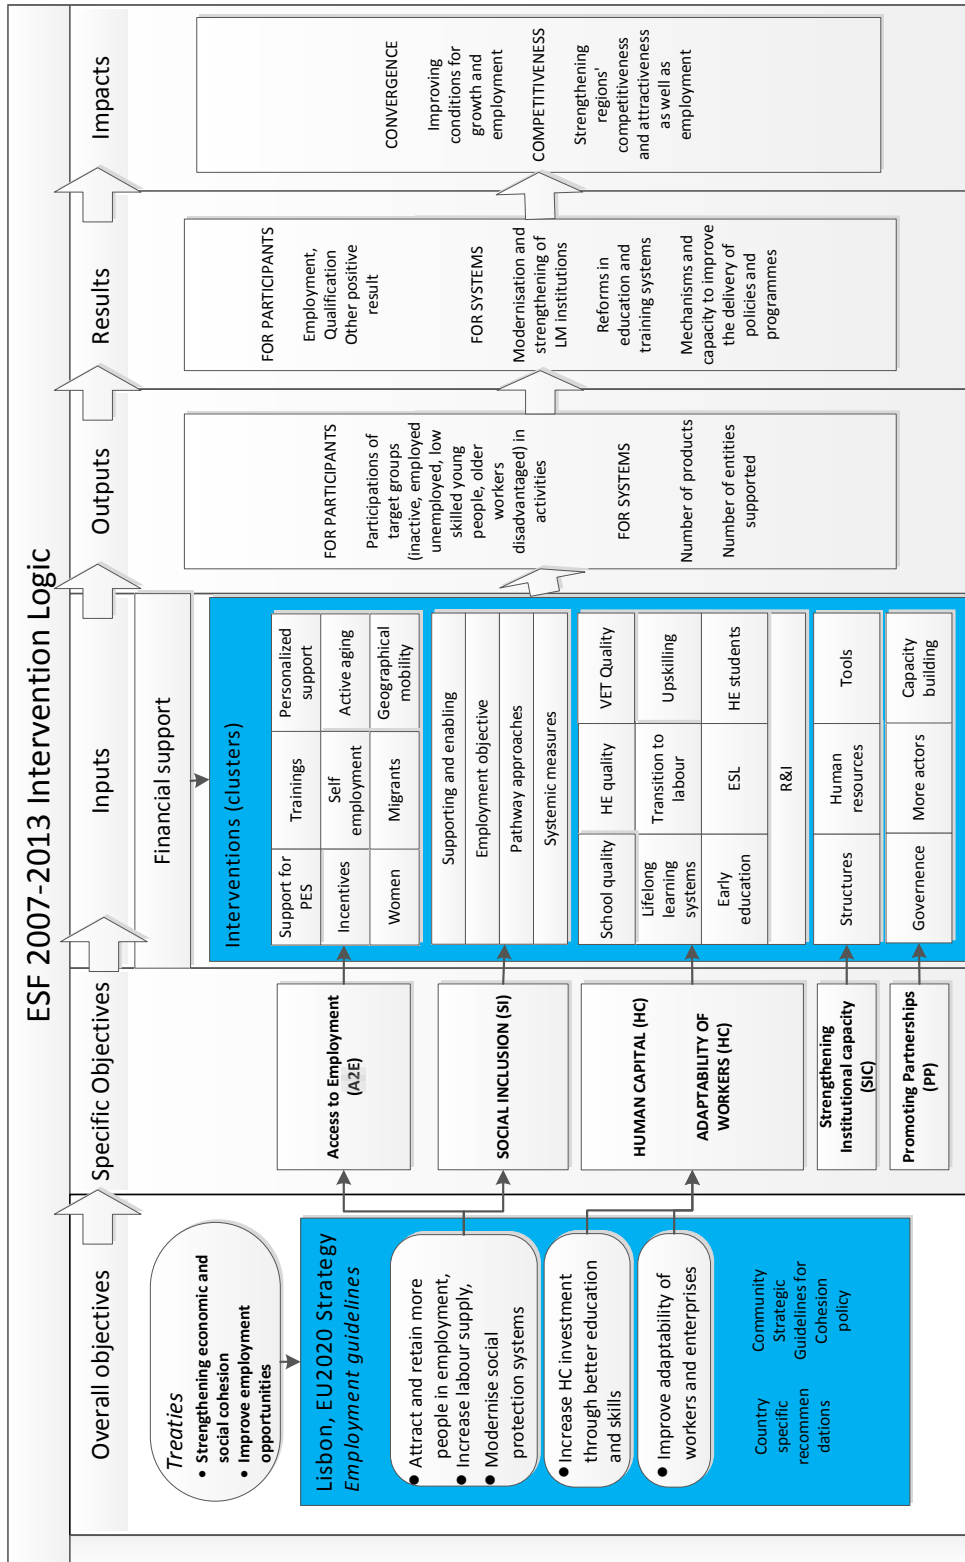 ESF 2007-2013 Intervention Logic
Overall objectives
Specific Objectives
Inputs
Outputs
Results
Impacts
Treaties
• Strengthening economic and
social cohesion
• Improve employment
opportunities
Lisbon, EU2020 Strategy
Employment guidelines
● Attract and retain more
people in employment,
● Increase labour supply,
● Modernise social
protection systems
● Increase HC investment
through better education
and skills
● Improve adaptability of
workers and enterprises
Country
specific
recommen
dations
Community
Strategic
Guidelines for
Cohesion
policy
Access to Employment
(A2E)
SOCIAL INCLUSION (SI)
HUMAN CAPITAL (HC)
ADAPTABILITY OF
WORKERS (HC)
Strengthening
Institutional capacity
(SIC)
Promoting Partnerships
(PP)
Financial support
Interventions (clusters)
Support for
PES
Trainings
Personalized
support
Incentives
Self
employment
Active aging
Women
Migrants
Geographical
mobility
Supporting and enabling
Employment objective
Pathway approaches
Systemic measures
School quality
HE quality
VET Quality
Lifelong
learning
systems
Transition to
labour
Upskilling
Early
education
ESL
HE students
R&I
Structures
Human
resources
Tools
Governence
More actors
Capacity
building
FOR PARTICIPANTS
Participations of
target groups
(inactive, employed
unemployed, low
skilled young
people, older
workers
disadvantaged) in
activities
FOR SYSTEMS
Number of products
Number of entities
supported
FOR PARTICIPANTS
Employment,
Qualification
Other positive
result
FOR SYSTEMS
Modernisation and
strengthening of
LM institutions
Reforms in
education and
training systems
Mechanisms and
capacity to improve
the delivery of
policies and
programmes
CONVERGENCE
Improving
conditions for
growth and
employment
COMPETITIVENESS
Strengthening
regions'
competitiveness
and attractiveness
as well as
employment